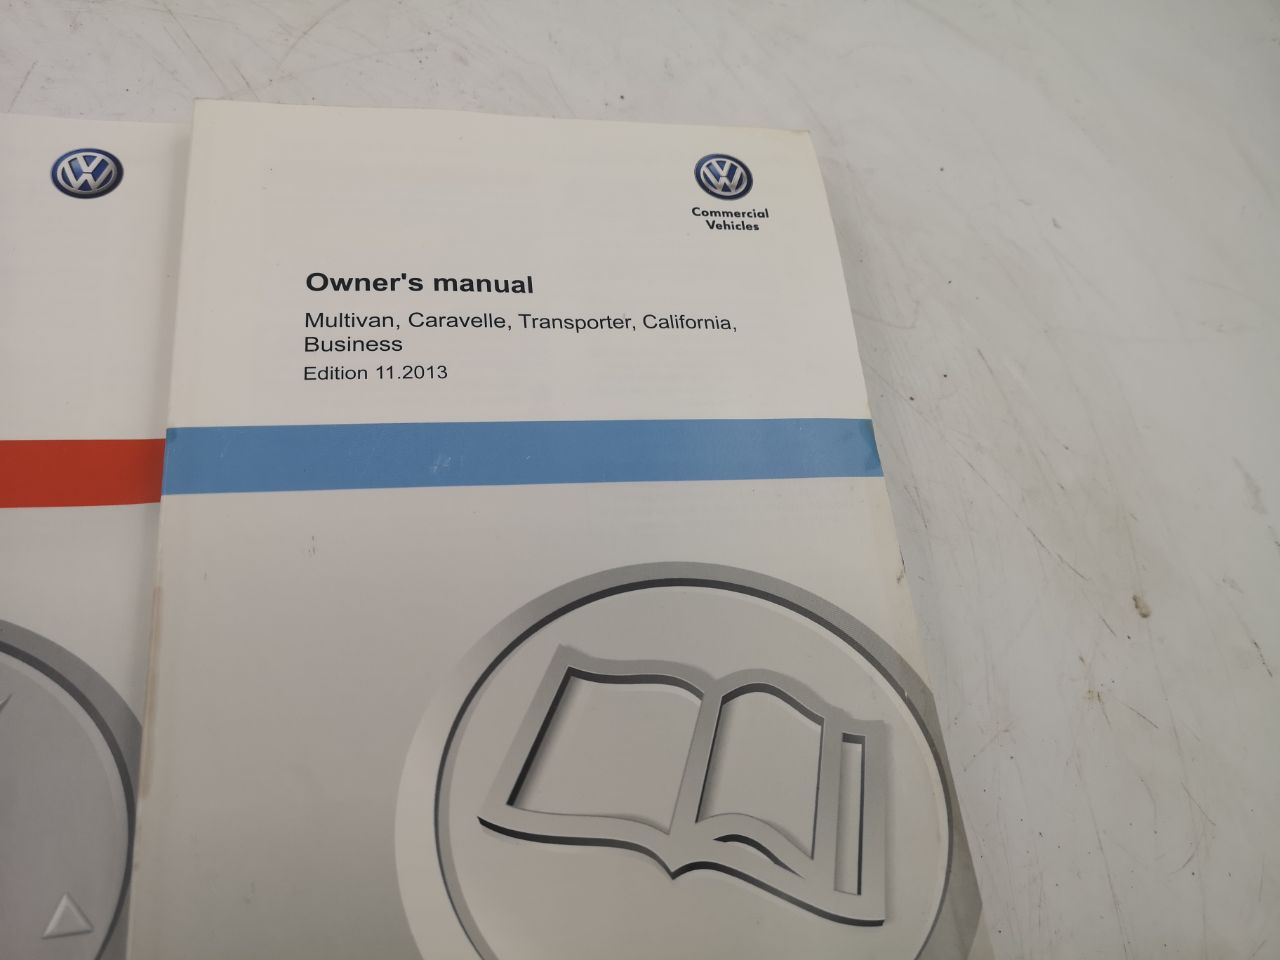 Commercial
Vehicles
Owner's manual
Multivan, Caravelle, Transporter, California,
Business
Edition 11.2013